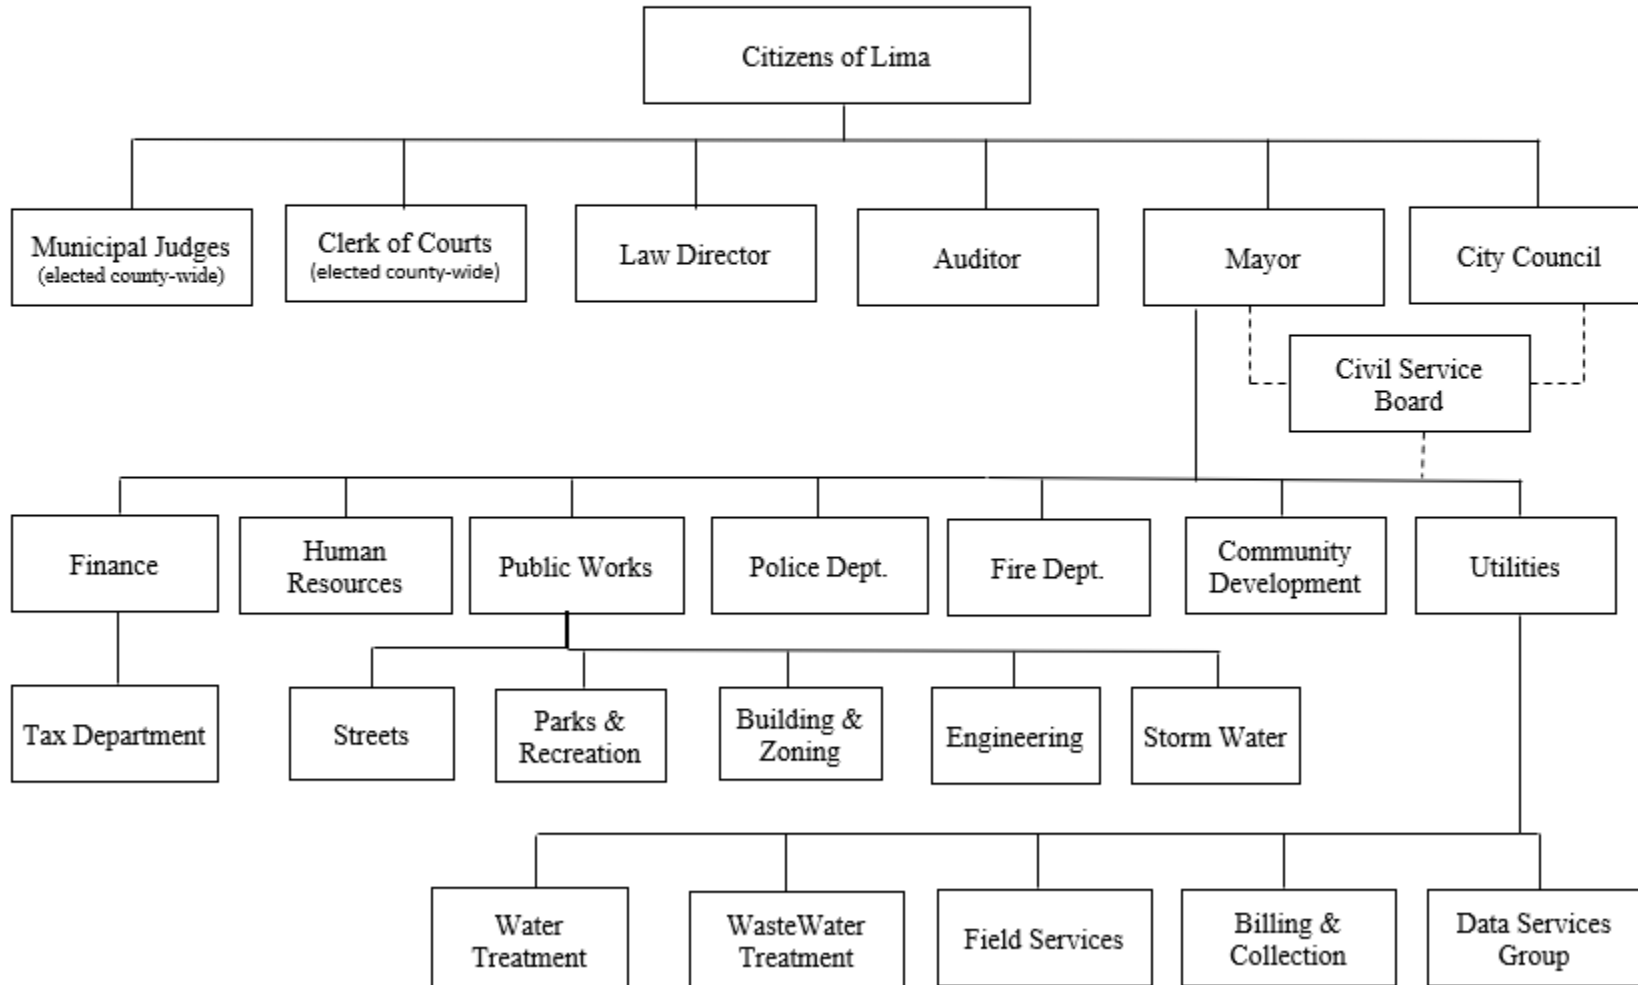 Citizens of Lima
Municipal Judges
(elected county-wide)
Clerk of Courts
(elected county-wide)
Law Director
Auditor
Mayor
City Council
Civil Service
Board
Finance
Human
Resources
Public Works
Police Dept.
Fire Dept.
Community
Development
Utilities
Tax Department
Streets
Parks &
Recreation
Building &
Zoning
Engineering
Storm Water
Water
Treatment
WasteWater
Treatment
Field Services
Billing &
Collection
Data Services
Group